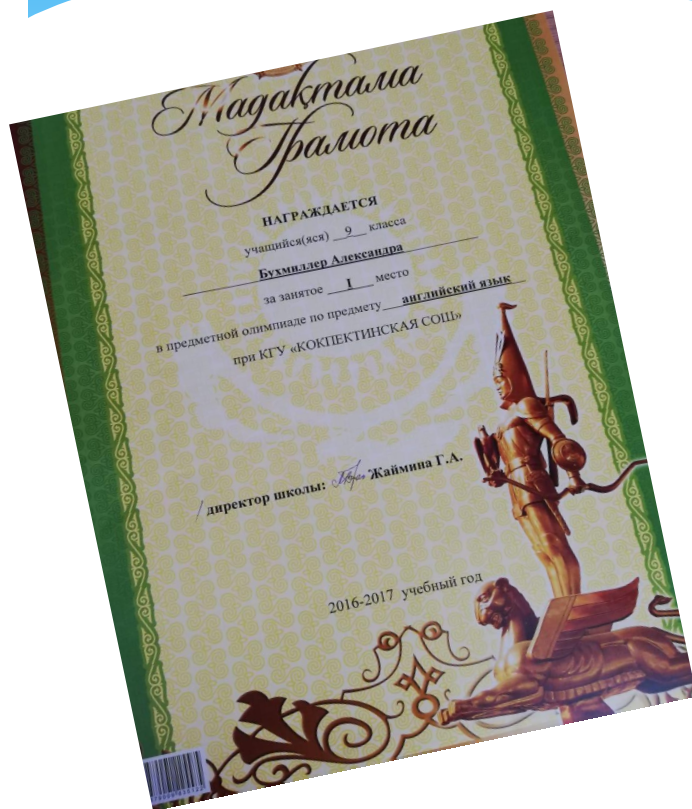 Мадақтама
Грамота
НАГРАЖДАЕТСЯ
учащийся(яся) 9 класса
Бухмиллер Александра
за занятое I место
в предметной олимпиаде по предмету английский язык
при КГУ «КОКПЕКТИНСКАЯ СОШ»
директор школы: Жаймина Г.А.
2016-2017 учебный год